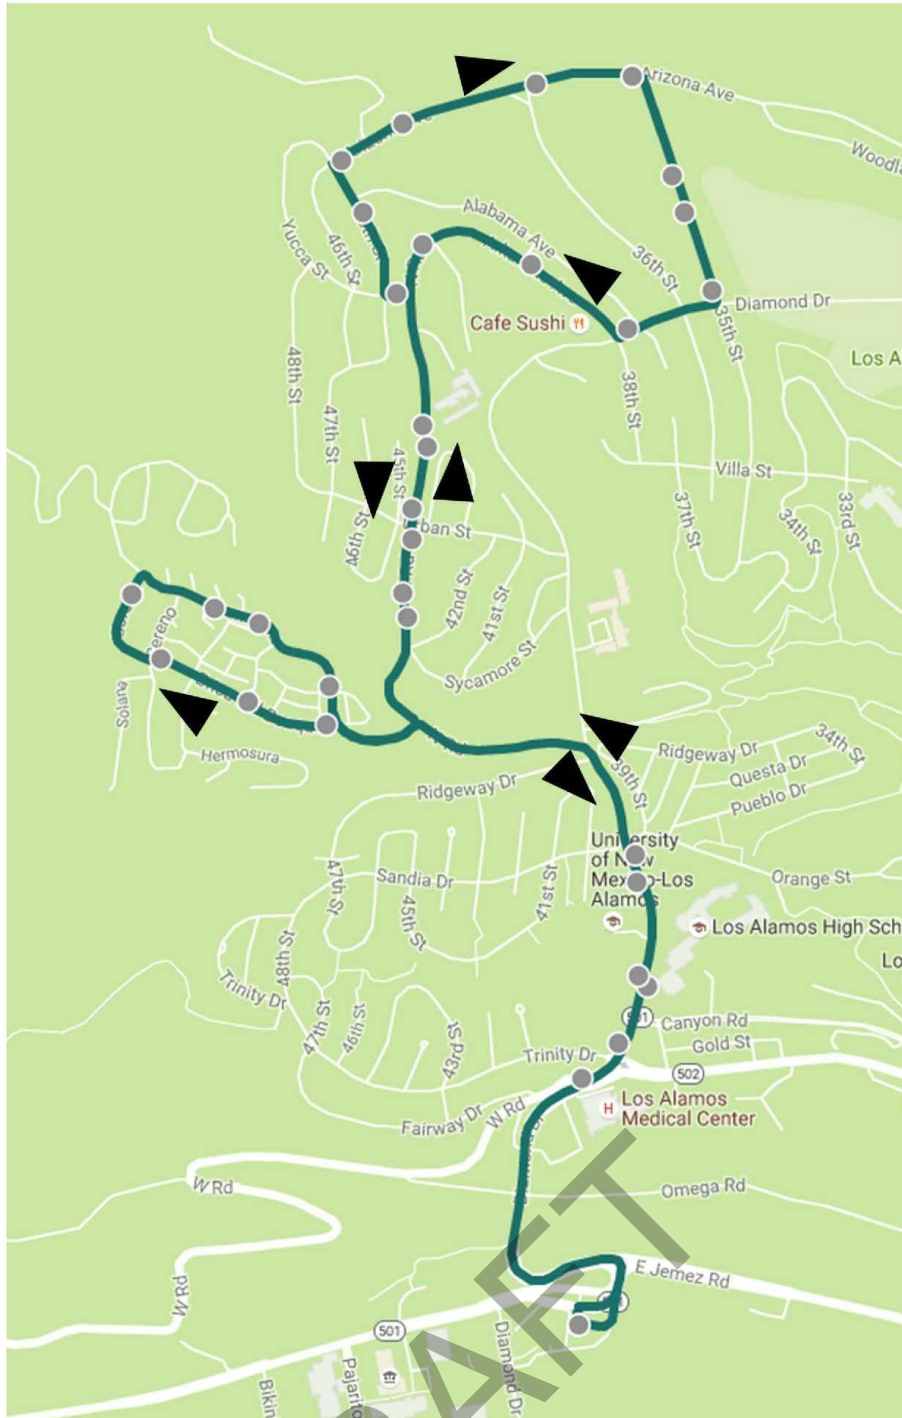 Arizona Ave
Woodla
Alabama Ave
46th St
Yucca St
36th St
Diamond Dr
Cafe Sushi
35th St
Los A
48th St
38th St
47th St
45th St
Villa St
46th St
37th St
34th St
33rd St
42nd St
41st St
Sycamore St
Solana
Hermosura
Ridgeway Dr
34th St
39th St
Questa Dr
Ridgeway Dr
Pueblo Dr
University
of New
Mexico-Los
Alamos
47th St
Sandia Dr
41st St
Orange St
45th St
Los Alamos High Sch
48th St
Lo
Trinity Dr
47th St
46th St
43rd St
Canyon Rd
Gold St
Trinity Dr
502
Los Alamos
Medical Center
H
Fairway Dr
W Rd
W Rd
Omega Rd
E Jemez Rd
W Rd
501
Diamond Dr
Pajarito
Bikin